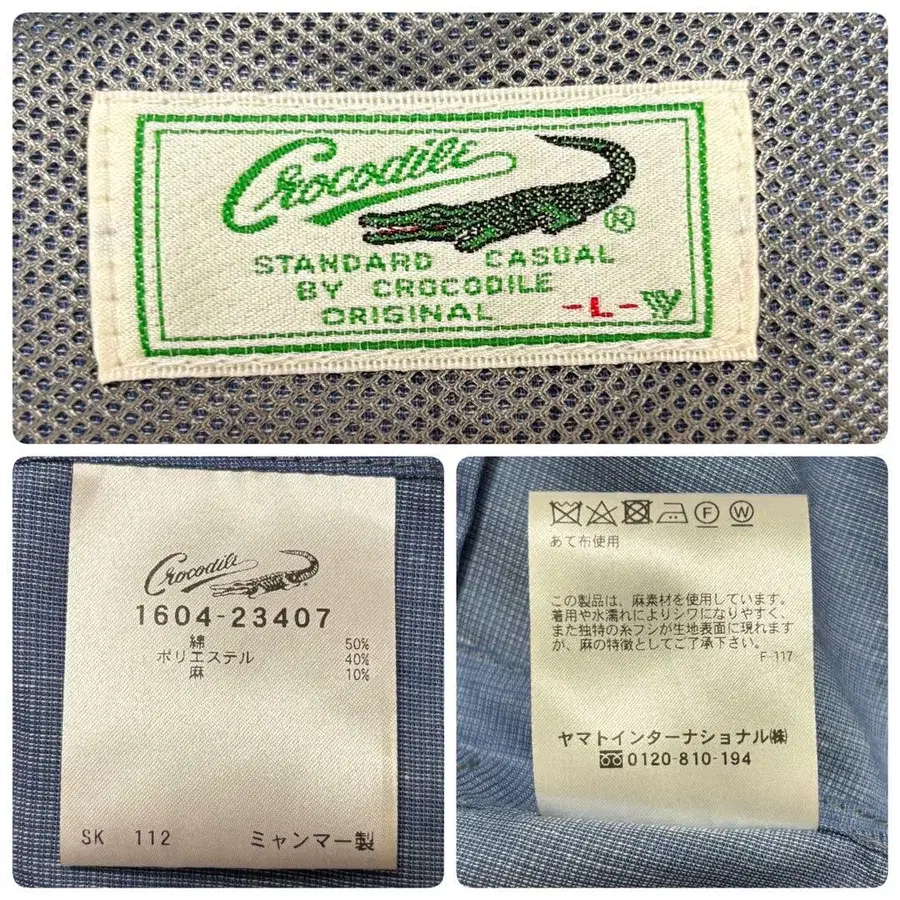 Crocodile
®
STANDARD CASUAL
BY CROCODILE
ORIGINAL -L-
Crocodile
1604-23407
綿 50%
ポリエステル 40%
麻 10%
SK 112 ミャンマー製
F W
あて布使用
この製品は、麻素材を使用しています。
着用や水濡れによりシワになりやすく、
また独特の糸フシが生地表面に現れます
が、麻の特徴としてご了承下さい。
F-117
ヤマトインターナショナル㈱
0120-810-194